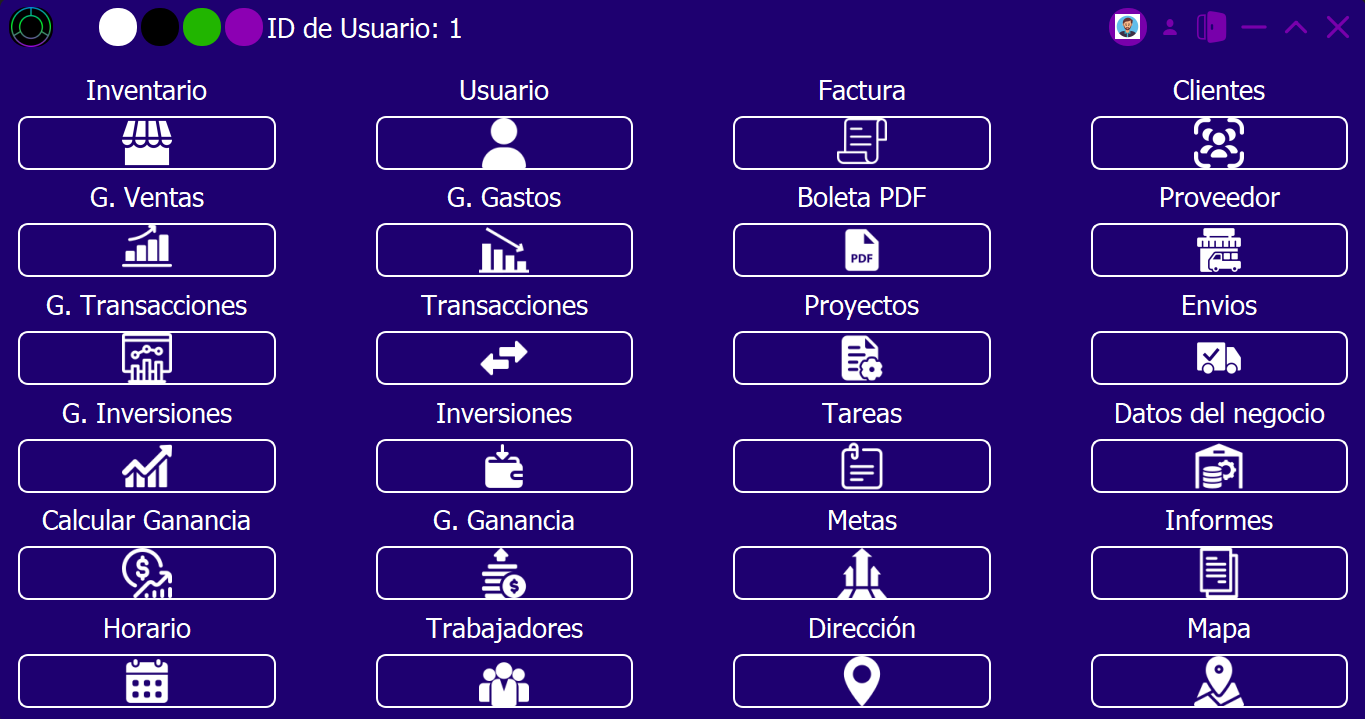 ID de Usuario: 1
Inventario Usuario Factura Clientes
G. Ventas G. Gastos Boleta PDF Proveedor
PDF
G. Transacciones Transacciones Proyectos Envios
G. Inversiones Inversiones Tareas Datos del negocio
Calcular Ganancia G. Ganancia Metas Informes
Horario Trabajadores Dirección Mapa